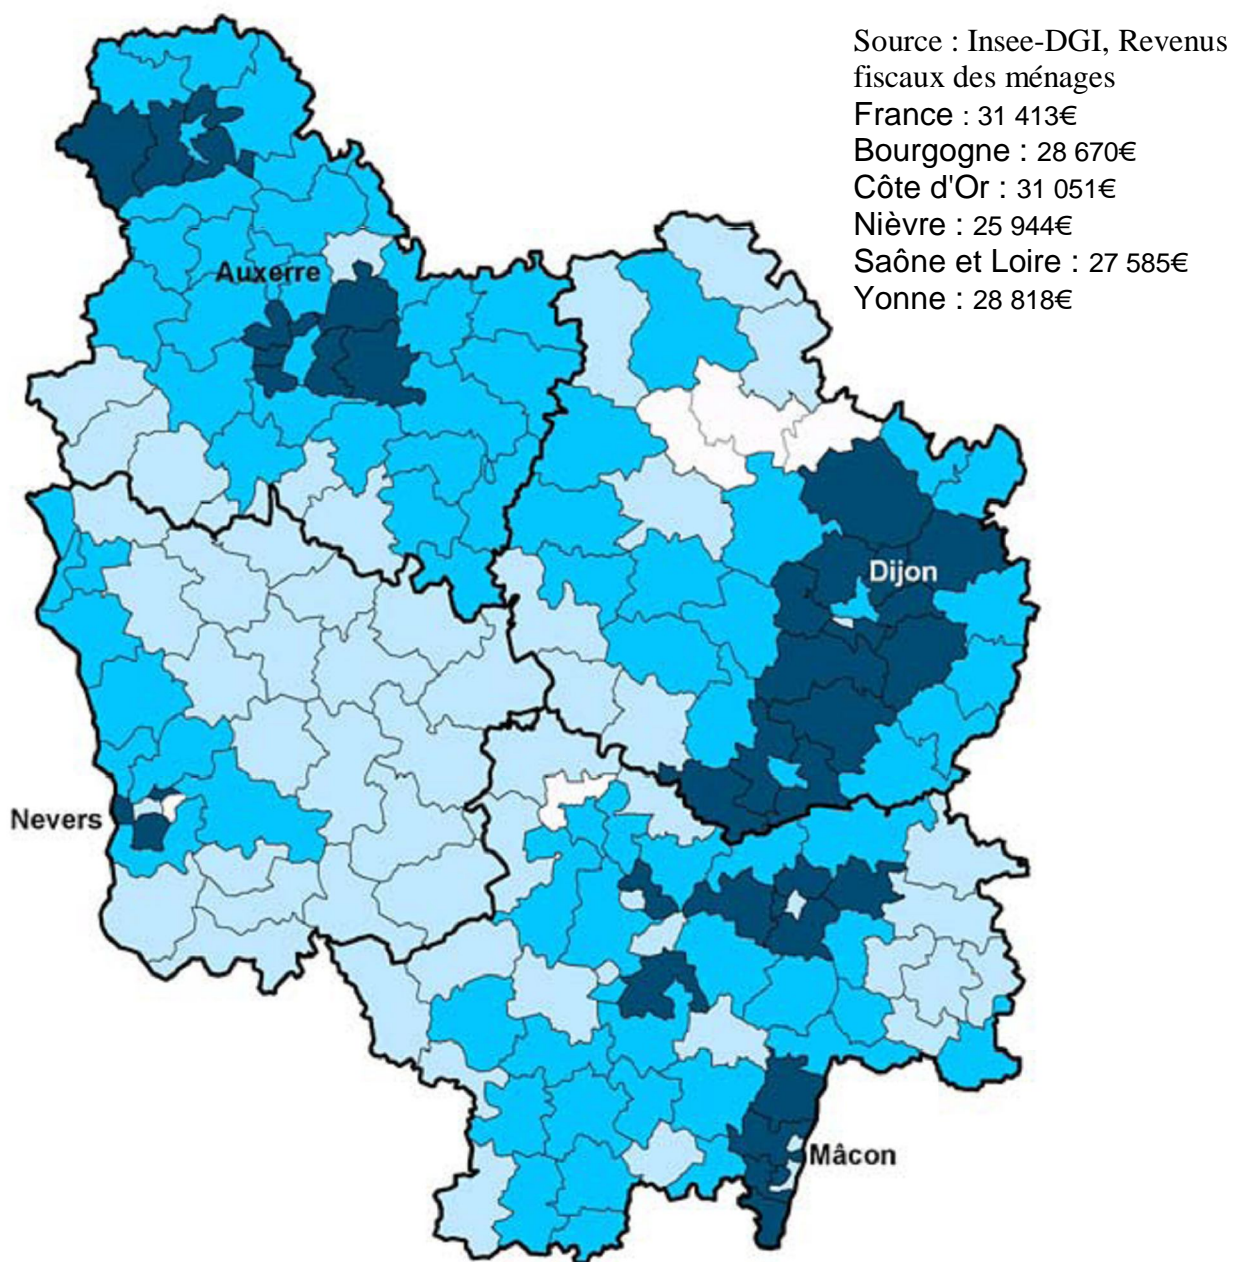 Source : Insee-DGI, Revenus
fiscaux des ménages
France : 31 413€
Bourgogne : 28 670€
Côte d'Or : 31 051€
Nièvre : 25 944€
Saône et Loire : 27 585€
Yonne : 28 818€
Auxerre
Dijon
Nevers
Mâcon